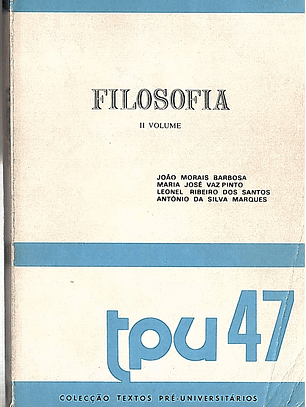 FILOSOFIA
II VOLUME
JOÃO MORAIS BARBOSA
MARIA JOSÉ VAZ PINTO
LEONEL RIBEIRO DOS SANTOS
ANTÓNIO DA SILVA MARQUES
tpu 47
COLECÇÃO TEXTOS PRÉ-UNIVERSITÁRIOS